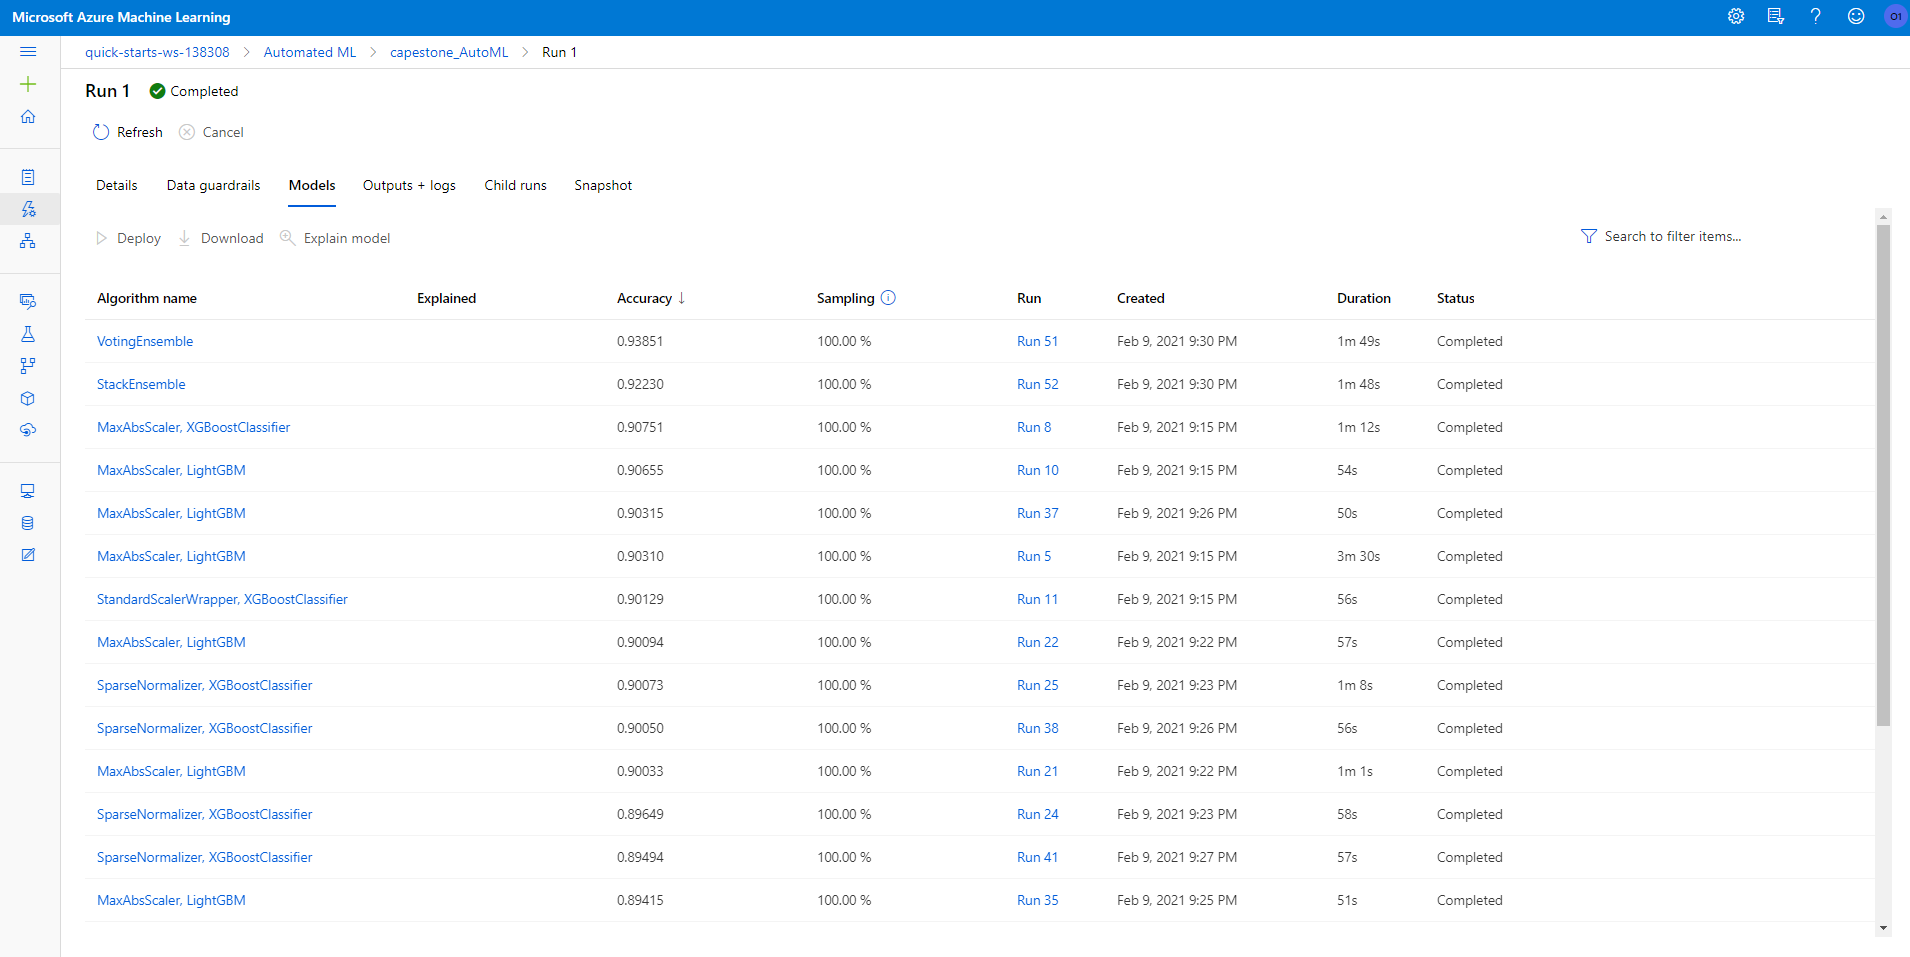 Microsoft Azure Machine Learning
O1
quick-starts-ws-138308 > Automated ML > capestone_AutoML > Run 1
Run 1 Completed
Refresh Cancel
Details Data guardrails Models Outputs + logs Child runs Snapshot
Deploy Download Explain model Search to filter items...
Algorithm name Explained Accuracy ↓ Sampling Run Created Duration Status
VotingEnsemble 0.93851 100.00 % Run 51 Feb 9, 2021 9:30 PM 1m 49s Completed
StackEnsemble 0.92230 100.00 % Run 52 Feb 9, 2021 9:30 PM 1m 48s Completed
MaxAbsScaler, XGBoostClassifier 0.90751 100.00 % Run 8 Feb 9, 2021 9:15 PM 1m 12s Completed
MaxAbsScaler, LightGBM 0.90655 100.00 % Run 10 Feb 9, 2021 9:15 PM 54s Completed
MaxAbsScaler, LightGBM 0.90315 100.00 % Run 37 Feb 9, 2021 9:26 PM 50s Completed
MaxAbsScaler, LightGBM 0.90310 100.00 % Run 5 Feb 9, 2021 9:15 PM 3m 30s Completed
StandardScalerWrapper, XGBoostClassifier 0.90129 100.00 % Run 11 Feb 9, 2021 9:15 PM 56s Completed
MaxAbsScaler, LightGBM 0.90094 100.00 % Run 22 Feb 9, 2021 9:22 PM 57s Completed
SparseNormalizer, XGBoostClassifier 0.90073 100.00 % Run 25 Feb 9, 2021 9:23 PM 1m 8s Completed
SparseNormalizer, XGBoostClassifier 0.90050 100.00 % Run 38 Feb 9, 2021 9:26 PM 56s Completed
MaxAbsScaler, LightGBM 0.90033 100.00 % Run 21 Feb 9, 2021 9:22 PM 1m 1s Completed
SparseNormalizer, XGBoostClassifier 0.89649 100.00 % Run 24 Feb 9, 2021 9:23 PM 58s Completed
SparseNormalizer, XGBoostClassifier 0.89494 100.00 % Run 41 Feb 9, 2021 9:27 PM 57s Completed
MaxAbsScaler, LightGBM 0.89415 100.00 % Run 35 Feb 9, 2021 9:25 PM 51s Completed